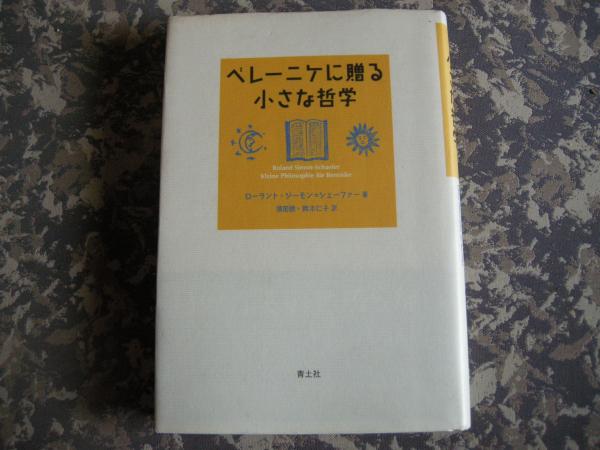 ベレーニケに贈る
小さな哲学
Roland Simon-Schaefer
Kleine Philosophie für Berenike
ローラント・ジーモン=シェーファー 著
青土社